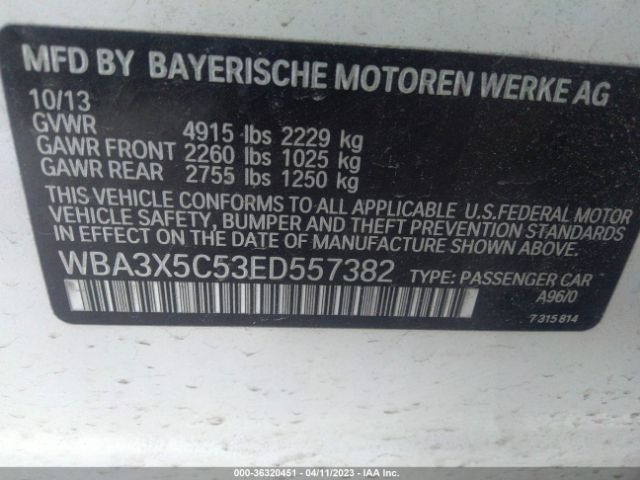 MFD BY BAYERISCHE MOTOREN WERKE AG
10/13
GVWR 4915 lbs 2229 kg
GAWR FRONT 2260 lbs 1025 kg
GAWR REAR 2755 lbs 1250 kg
THIS VEHICLE CONFORMS TO ALL APPLICABLE U.S.FEDERAL MOTOR
VEHICLE SAFETY, BUMPER AND THEFT PREVENTION STANDARDS
IN EFFECT ON THE DATE OF MANUFACTURE SHOWN ABOVE.
WBA3X5C53ED557382 TYPE: PASSENGER CAR
A96/0
7 315 814
000-36320451 - 04/11/2023 - IAA Inc.